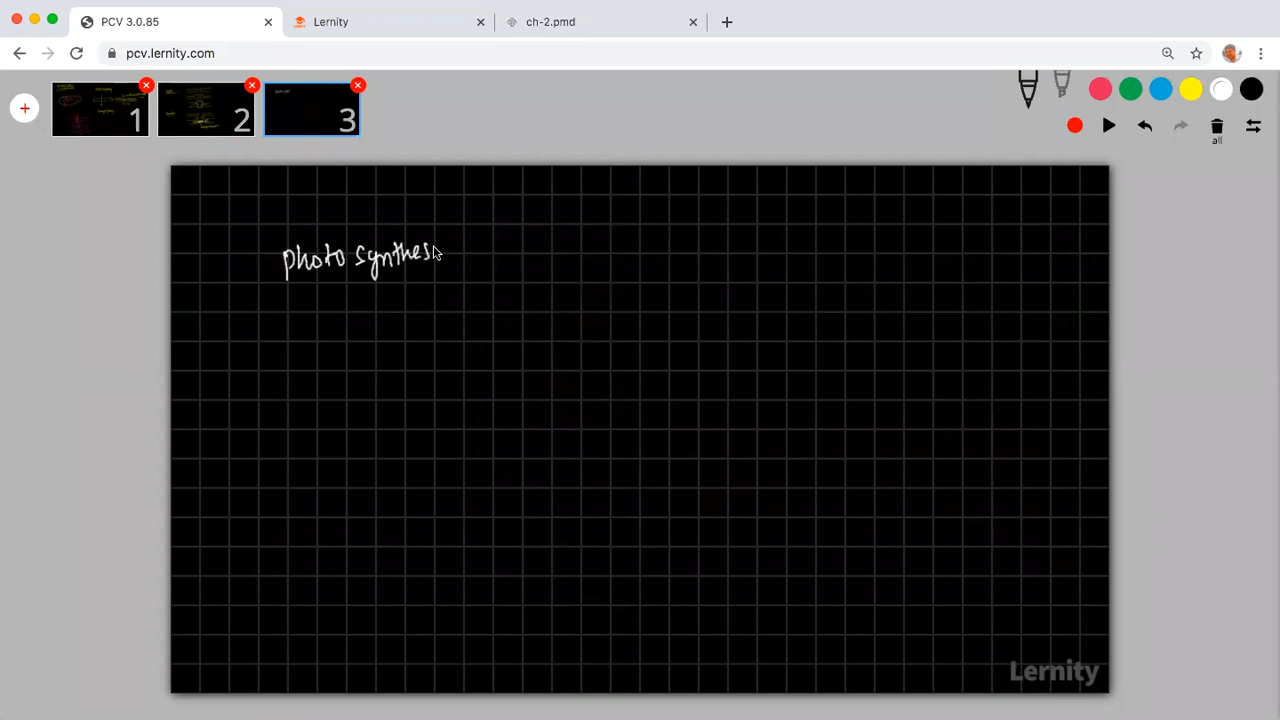 PCV 3.0.85
Lernity
ch-2.pmd
pcv.lernity.com
1
2
3
all
photo synthes
Lernity